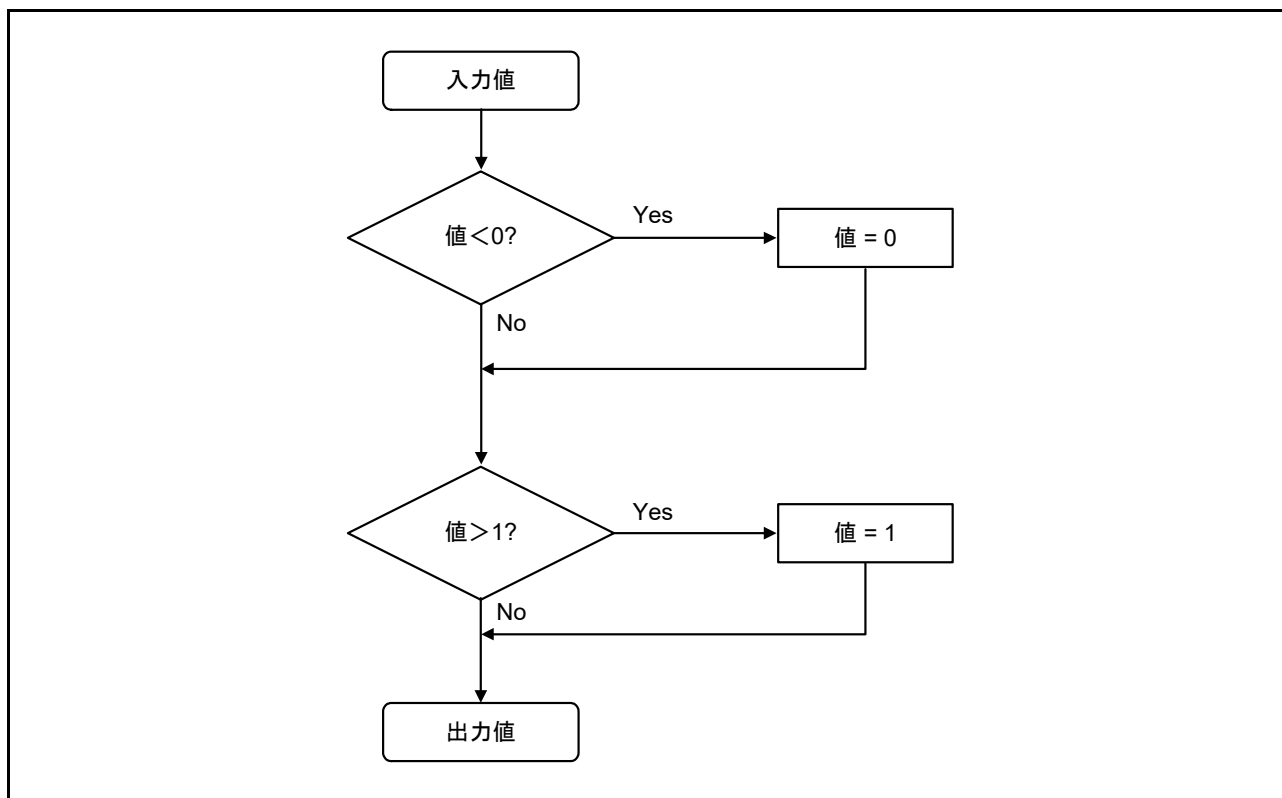 入力値
値＜0?
Yes
値 = 0
No
値＞1?
Yes
値 = 1
No
出力値